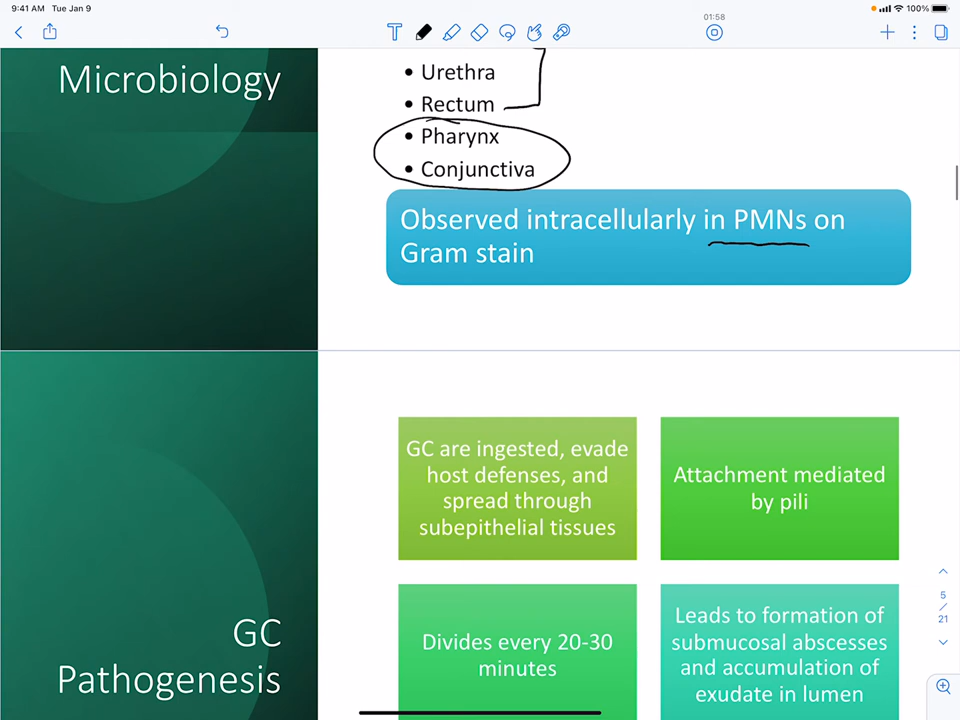 9:41 AM Tue Jan 9
100%
01:58
T
Microbiology
• Urethra
• Rectum
• Pharynx
• Conjunctiva
Observed intracellularly in PMNs on
Gram stain
GC are ingested, evade
host defenses, and
spread through
subepithelial tissues
Attachment mediated
by pili
GC
Pathogenesis
Divides every 20-30
minutes
Leads to formation of
submucosal abscesses
and accumulation of
exudate in lumen
5
/
21